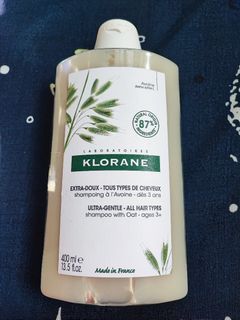 87%
LABORATOIRES
KLORANE
EXTRA-DOUX - TOUS TYPES DE CHEVEUX
shampooing à l'Avoine - dès 3 ans
ULTRA-GENTLE - ALL HAIR TYPES
shampoo with Oat - ages 3+
400 ml ℮
13.5 fl.oz.
Made in France